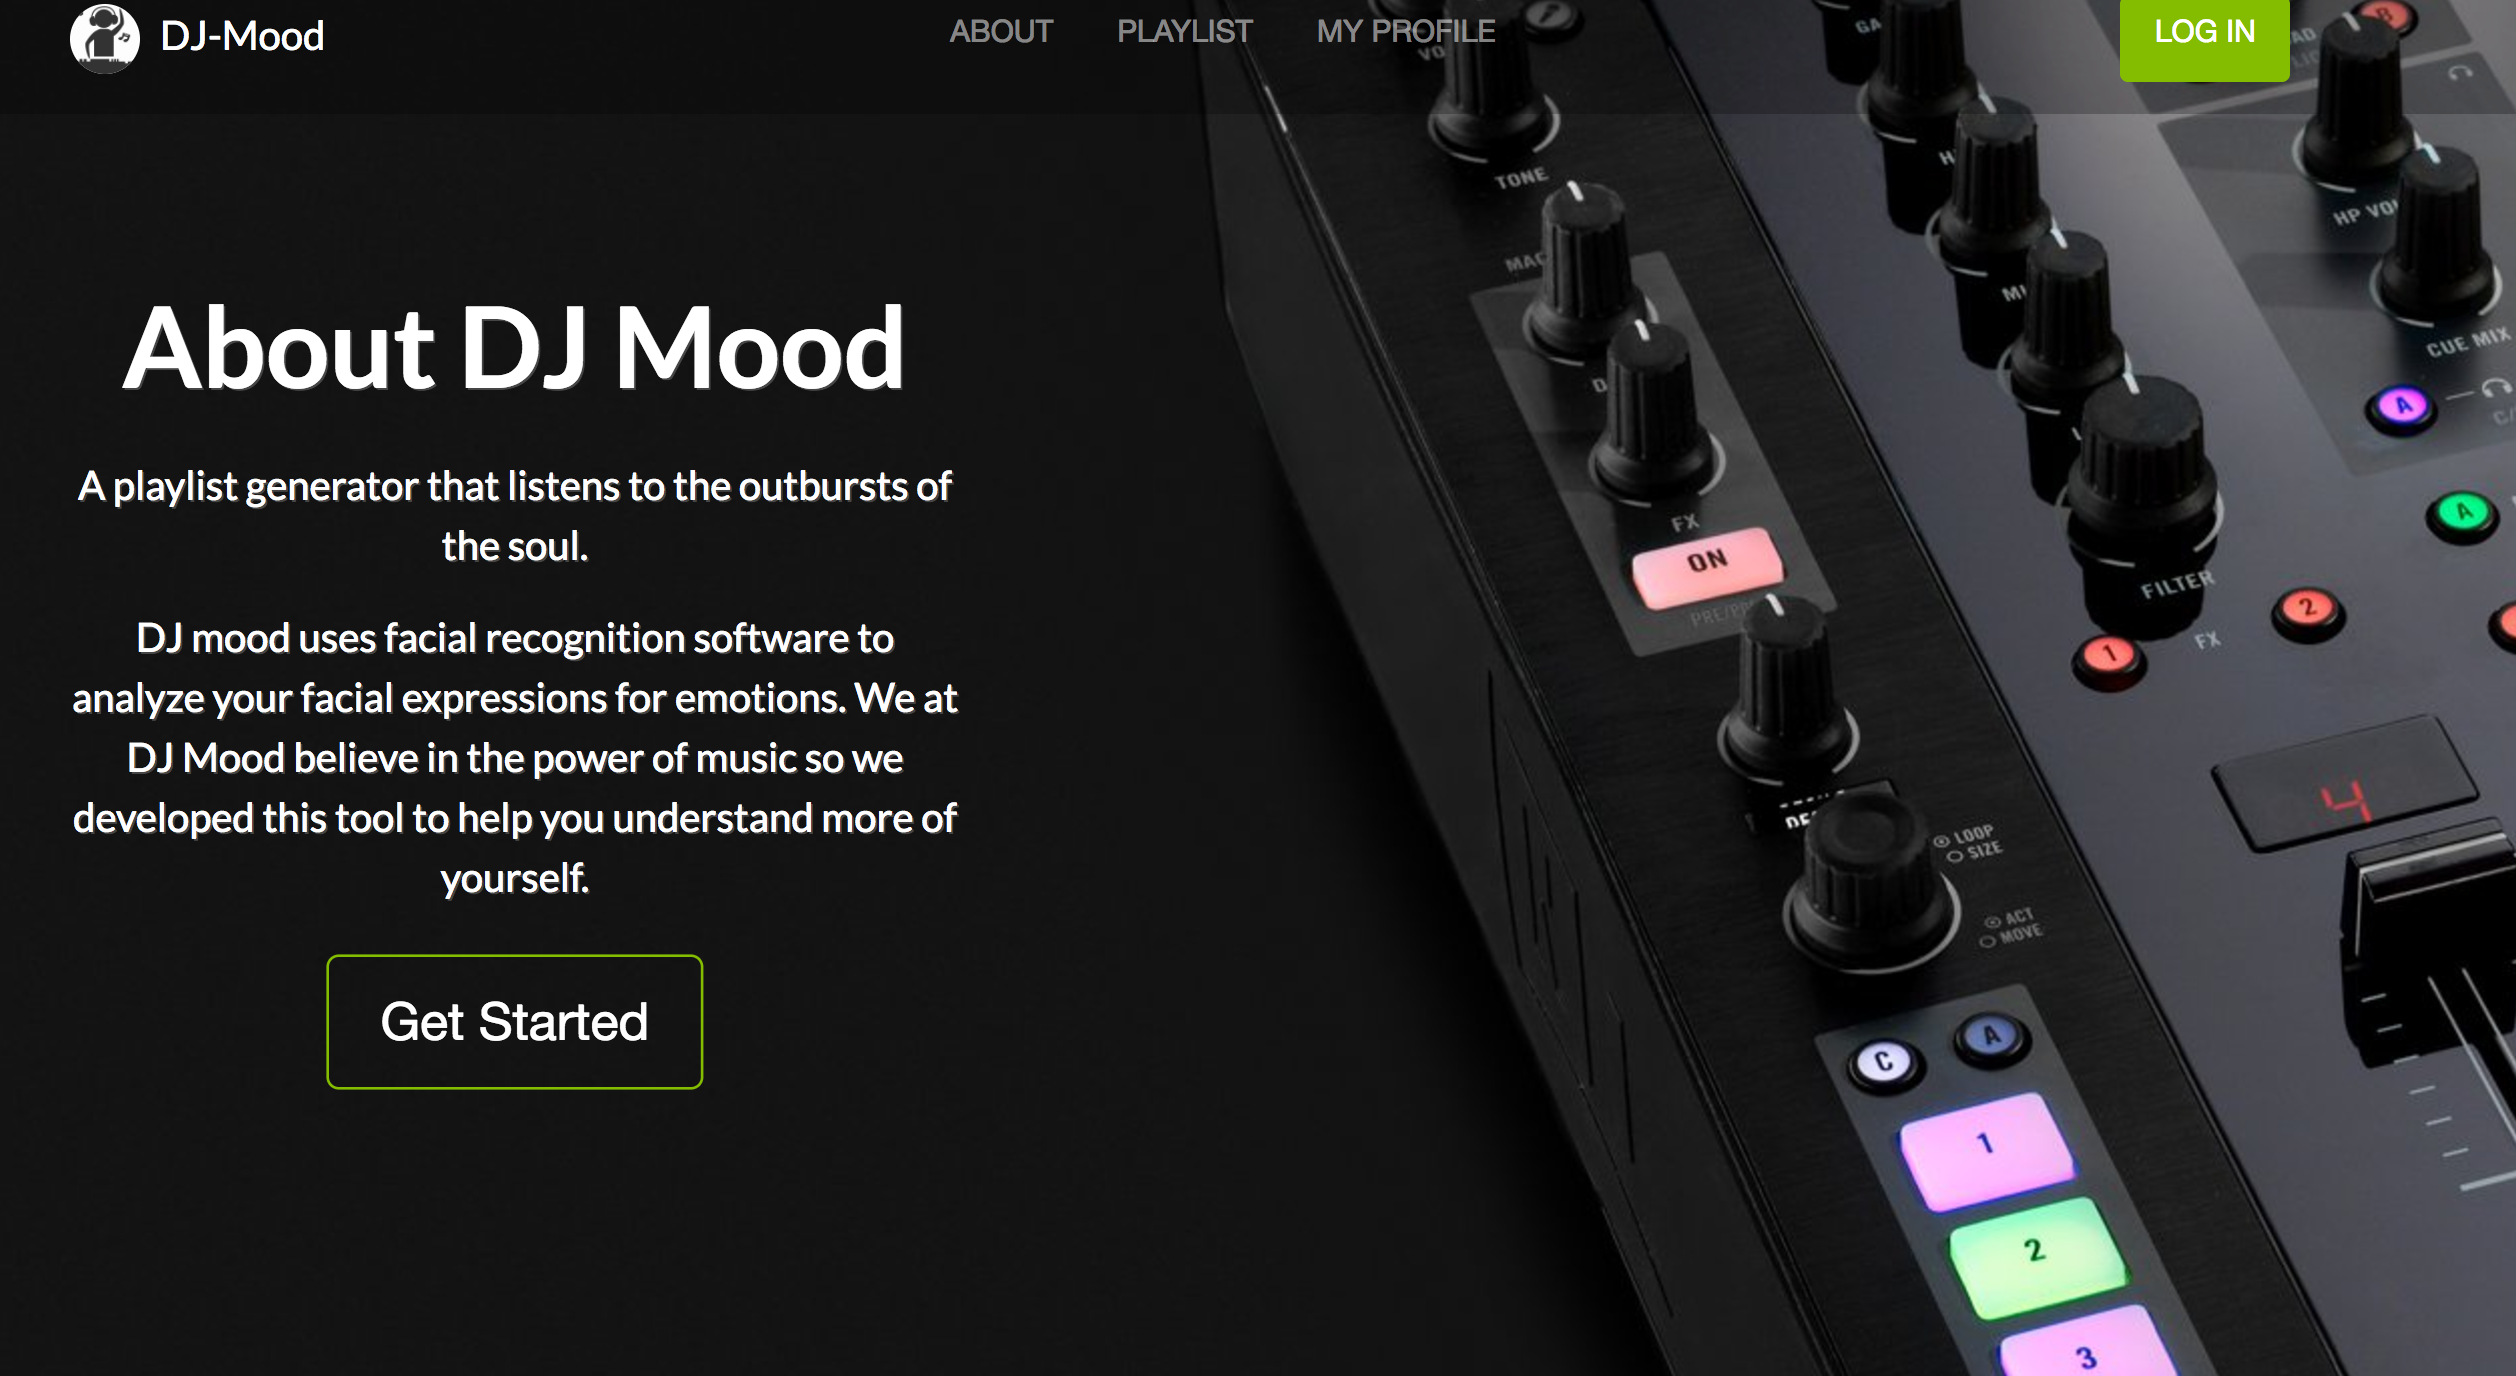 DJ-Mood
ABOUT
PLAYLIST
MY PROFILE
LOG IN
About DJ Mood
A playlist generator that listens to the outbursts of
the soul.
DJ mood uses facial recognition software to
analyze your facial expressions for emotions. We at
DJ Mood believe in the power of music so we
developed this tool to help you understand more of
yourself.
Get Started
B
TONE
HP
CUE MIX
A
FX
ON
A
FILTER
FX
2
1
4
LOOP
SIZE
ACT
MOVE
C
A
1
2
3